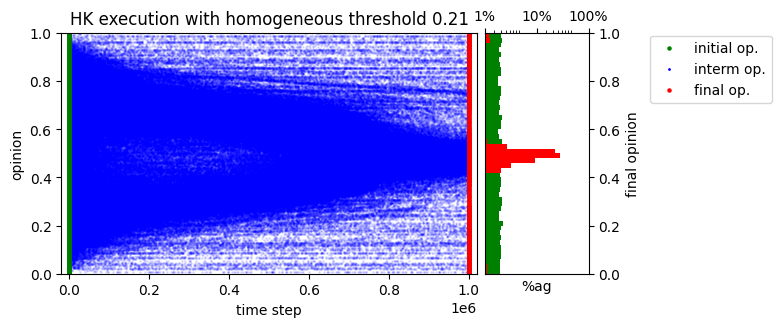 HK execution with homogeneous threshold 0.21
1% 10% 100%
1.0
0.8
0.6
0.4
0.2
0.0
opinion
0.0 0.2 0.4 0.6 0.8 1.0
1e6
time step
%ag
1.0
0.8
0.6
0.4
0.2
0.0
final opinion
initial op.
interm op.
final op.